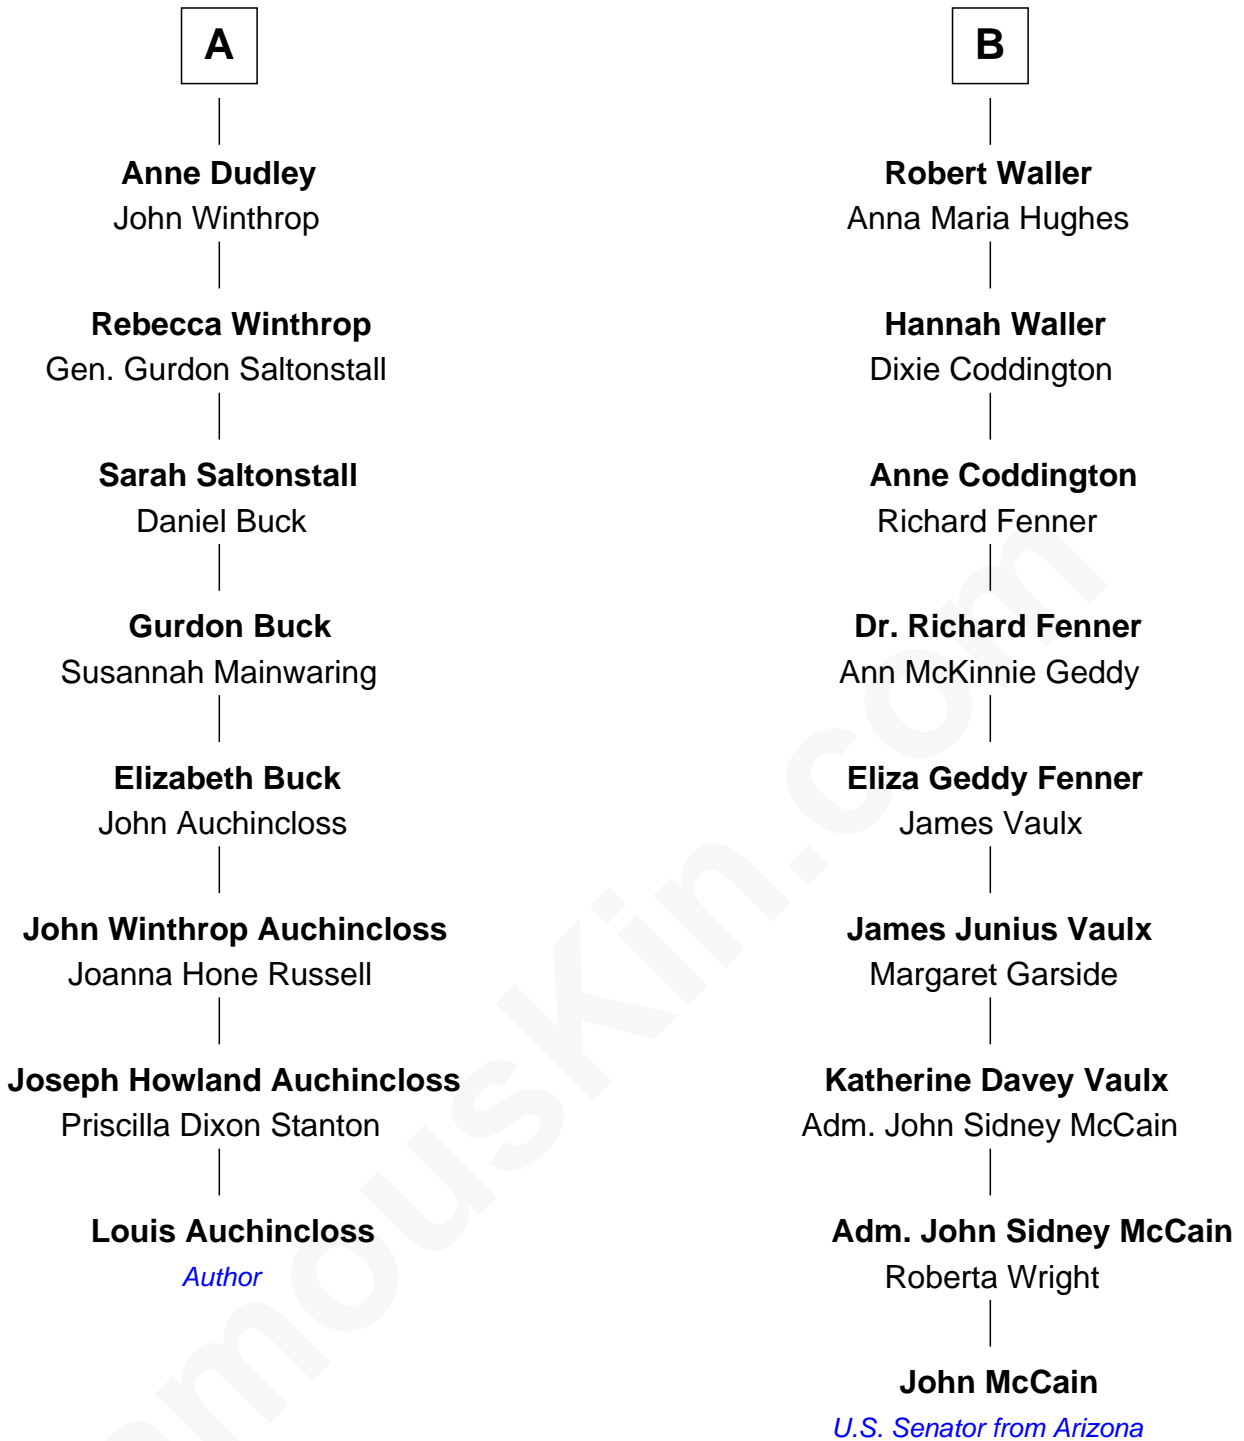 A
Anne Dudley
John Winthrop
Rebecca Winthrop
Gen. Gurdon Saltonstall
Sarah Saltonstall
Daniel Buck
Gurdon Buck
Susannah Mainwaring
Elizabeth Buck
John Auchincloss
John Winthrop Auchincloss
Joanna Hone Russell
Joseph Howland Auchincloss
Priscilla Dixon Stanton
Louis Auchincloss
Author
B
Robert Waller
Anna Maria Hughes
Hannah Waller
Dixie Coddington
Anne Coddington
Richard Fenner
Dr. Richard Fenner
Ann McKinnie Geddy
Eliza Geddy Fenner
James Vaulx
James Junius Vaulx
Margaret Garside
Katherine Davey Vaulx
Adm. John Sidney McCain
Adm. John Sidney McCain
Roberta Wright
John McCain
U.S. Senator from Arizona
amousKin.com